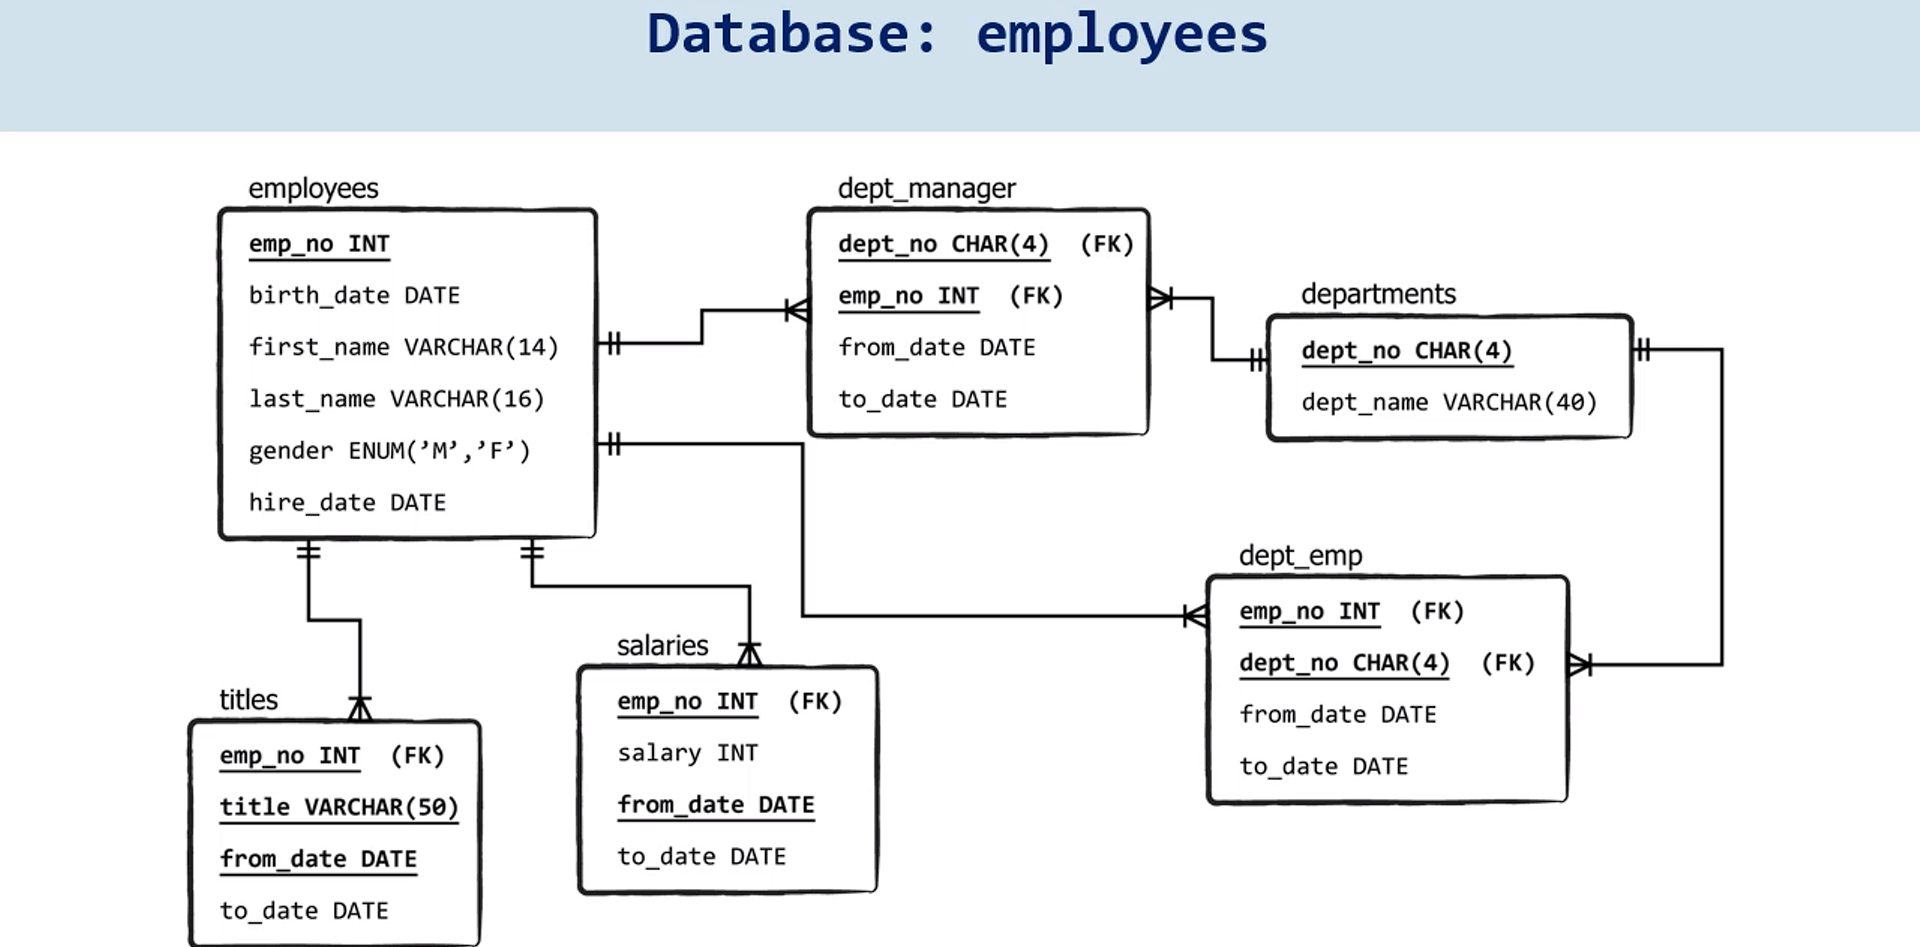 Database: employees
employees
emp_no INT
birth_date DATE
first_name VARCHAR(14)
last_name VARCHAR(16)
gender ENUM(’M’,’F’)
hire_date DATE
dept_manager
dept_no CHAR(4) (FK)
emp_no INT (FK)
from_date DATE
to_date DATE
departments
dept_no CHAR(4)
dept_name VARCHAR(40)
dept_emp
emp_no INT (FK)
dept_no CHAR(4) (FK)
from_date DATE
to_date DATE
salaries
emp_no INT (FK)
salary INT
from_date DATE
to_date DATE
titles
emp_no INT (FK)
title VARCHAR(50)
from_date DATE
to_date DATE